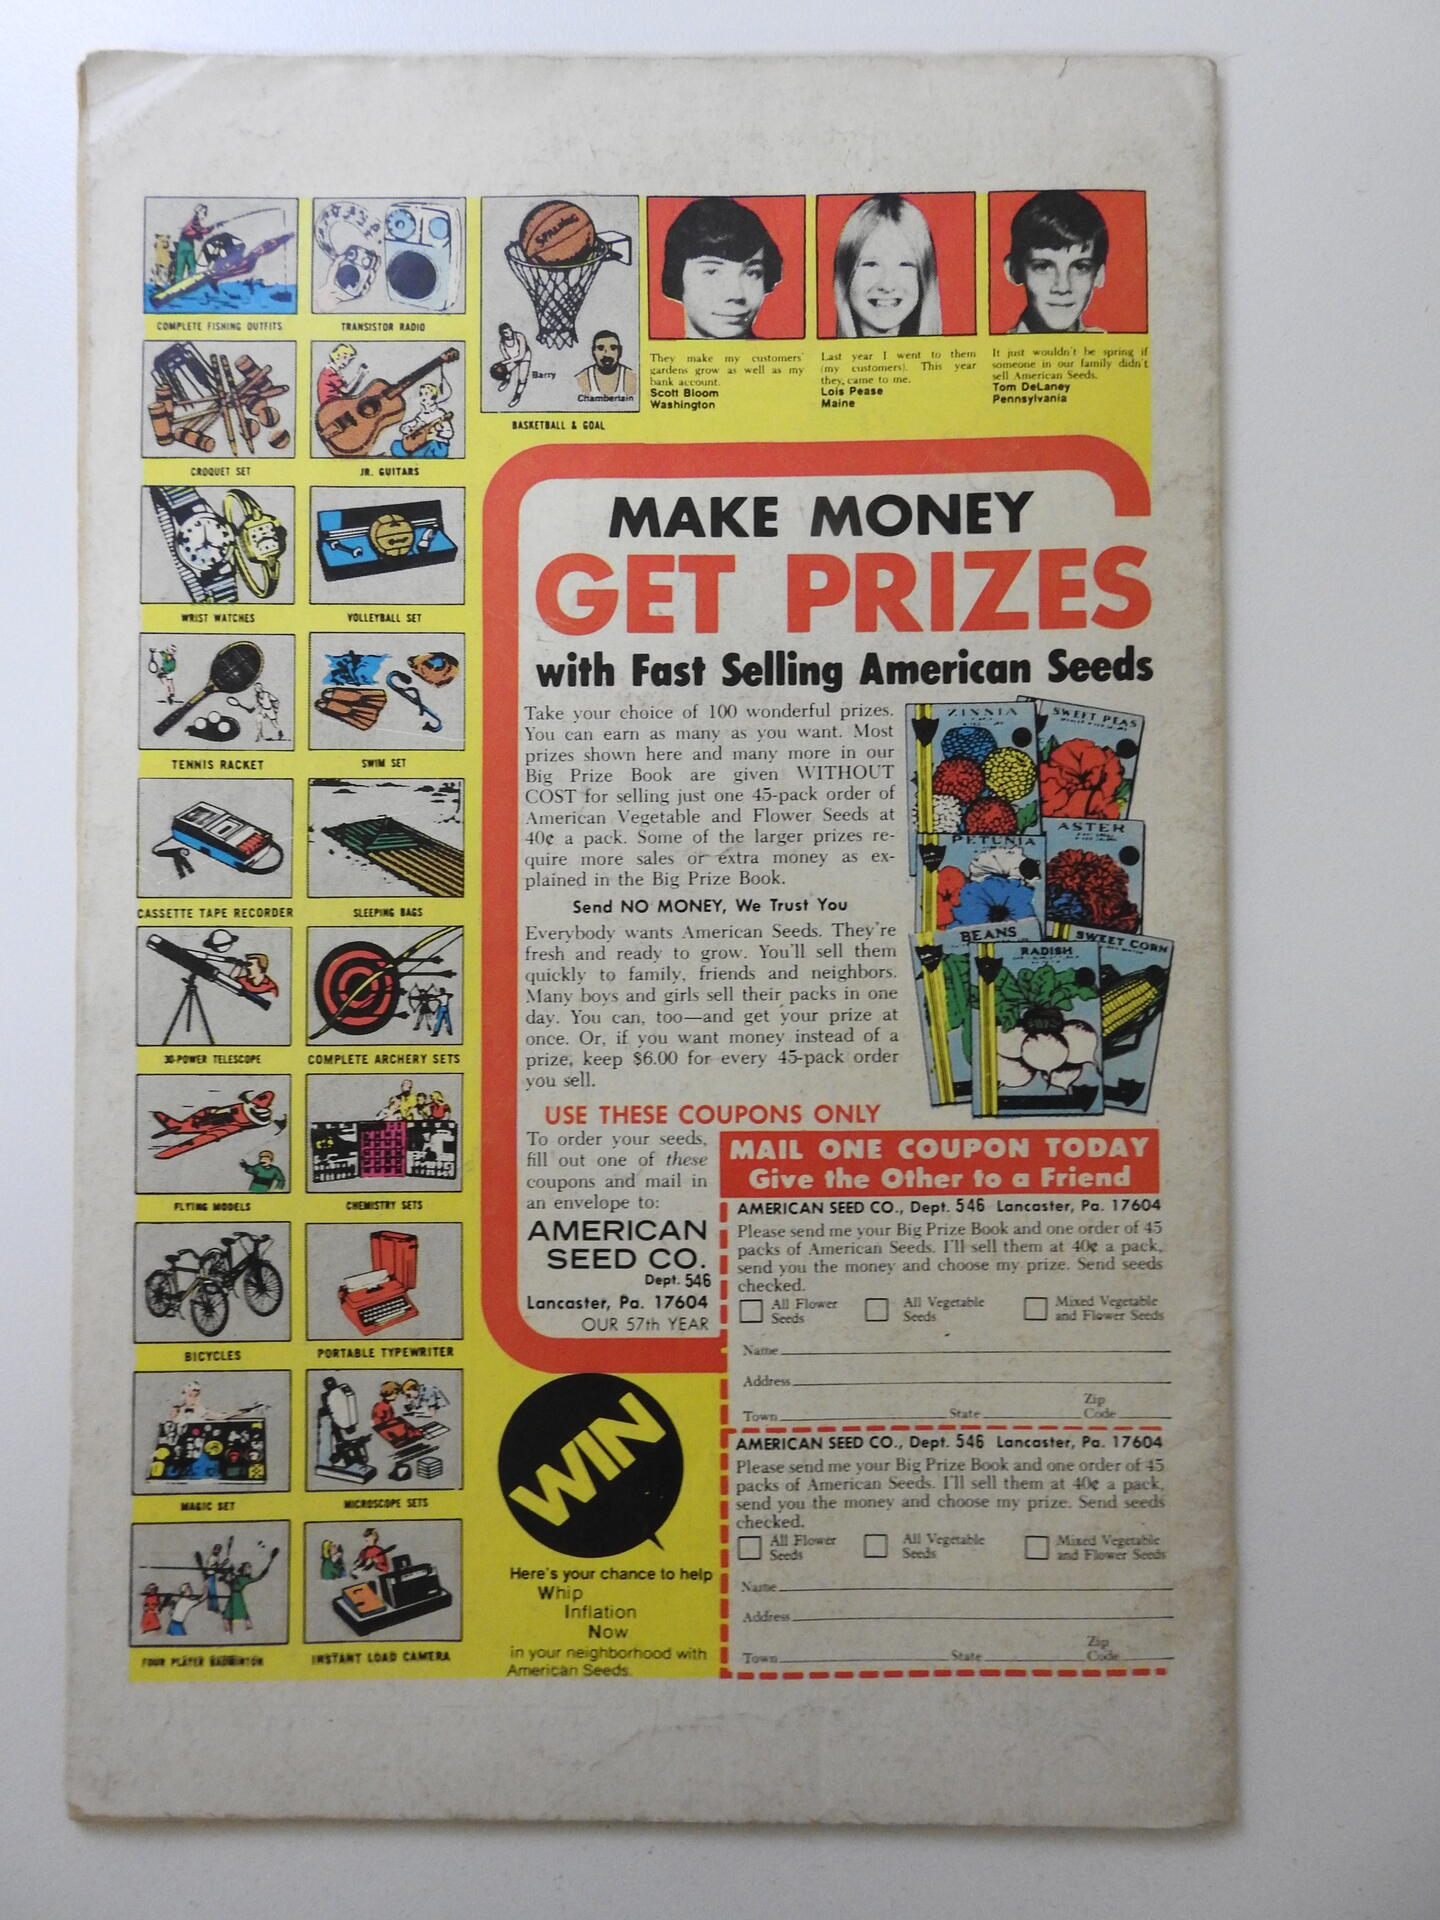 COMPLETE FISHING OUTFITS
TRANSISTOR RADIO
CROQUET SET
JR. GUITARS
WRIST WATCHES
VOLLEYBALL SET
TENNIS RACKET
SWIM SET
CASSETTE TAPE RECORDER
SLEEPING BAGS
30-POWER TELESCOPE
COMPLETE ARCHERY SETS
FLYING MODELS
CHEMISTRY SETS
BICYCLES
PORTABLE TYPEWRITER
MAGIC SET
MICROSCOPE SETS
FOUR PLAYER BADMINTON
INSTANT LOAD CAMERA
SPALDING
Barry
Chamberlain
BASKETBALL & GOAL
They make my customers'
gardens grow as well as my
bank account.
Scott Bloom
Washington
Last year I went to them
(my customers). This year
they came to me.
Lois Pease
Maine
It just wouldn't be spring if
someone in our family didn't
sell American Seeds.
Tom DeLaney
Pennsylvania
MAKE MONEY
GET PRIZES
with Fast Selling American Seeds
Take your choice of 100 wonderful prizes.
You can earn as many as you want. Most
prizes shown here and many more in our
Big Prize Book are given WITHOUT
COST for selling just one 45-pack order of
American Vegetable and Flower Seeds at
40¢ a pack. Some of the larger prizes re-
quire more sales or extra money as ex-
plained in the Big Prize Book.
Send NO MONEY, We Trust You
Everybody wants American Seeds. They're
fresh and ready to grow. You'll sell them
quickly to family, friends and neighbors.
Many boys and girls sell their packs in one
day. You can, too—and get your prize at
once. Or, if you want money instead of a
prize, keep $6.00 for every 45-pack order
you sell.
ZINNIA
SWEET PEAS
PETUNIA
ASTER
BEANS
RADISH
SWEET CORN
USE THESE COUPONS ONLY
To order your seeds,
fill out one of these
coupons and mail in
an envelope to:
AMERICAN
SEED CO.
Dept. 546
Lancaster, Pa. 17604
OUR 57th YEAR
MAIL ONE COUPON TODAY
Give the Other to a Friend
AMERICAN SEED CO., Dept. 546 Lancaster, Pa. 17604
Please send me your Big Prize Book and one order of 45
packs of American Seeds. I'll sell them at 40¢ a pack,
send you the money and choose my prize. Send seeds
checked.
All Flower Seeds
All Vegetable Seeds
Mixed Vegetable and Flower Seeds
Name
Address
Town State Zip Code
AMERICAN SEED CO., Dept. 546 Lancaster, Pa. 17604
Please send me your Big Prize Book and one order of 45
packs of American Seeds. I'll sell them at 40¢ a pack,
send you the money and choose my prize. Send seeds
checked.
All Flower Seeds
All Vegetable Seeds
Mixed Vegetable and Flower Seeds
Name
Address
Town State Zip Code
WIN
Here's your chance to help
Whip
Inflation
Now
in your neighborhood with
American Seeds.